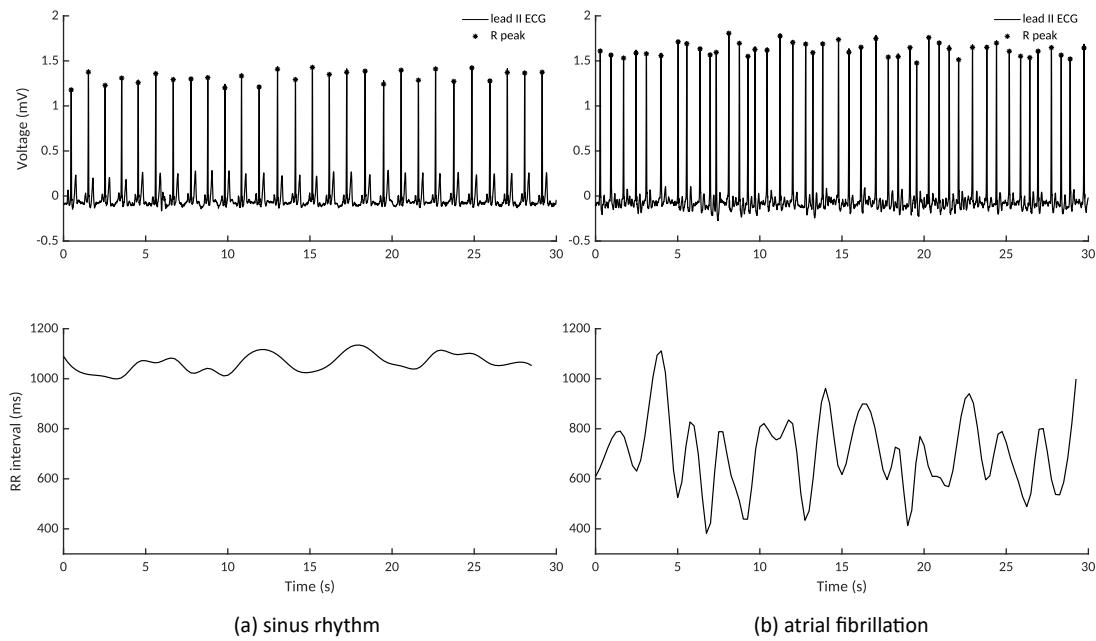 lead II ECG
R peak
Voltage (mV)
2
1.5
1
0.5
0
-0.5
0 5 10 15 20 25 30
lead II ECG
R peak
2
1.5
1
0.5
0
-0.5
0 5 10 15 20 25 30
RR interval (ms)
1200
1000
800
600
400
0 5 10 15 20 25 30
Time (s)
1200
1000
800
600
400
0 5 10 15 20 25 30
Time (s)
(a) sinus rhythm
(b) atrial fibrillation